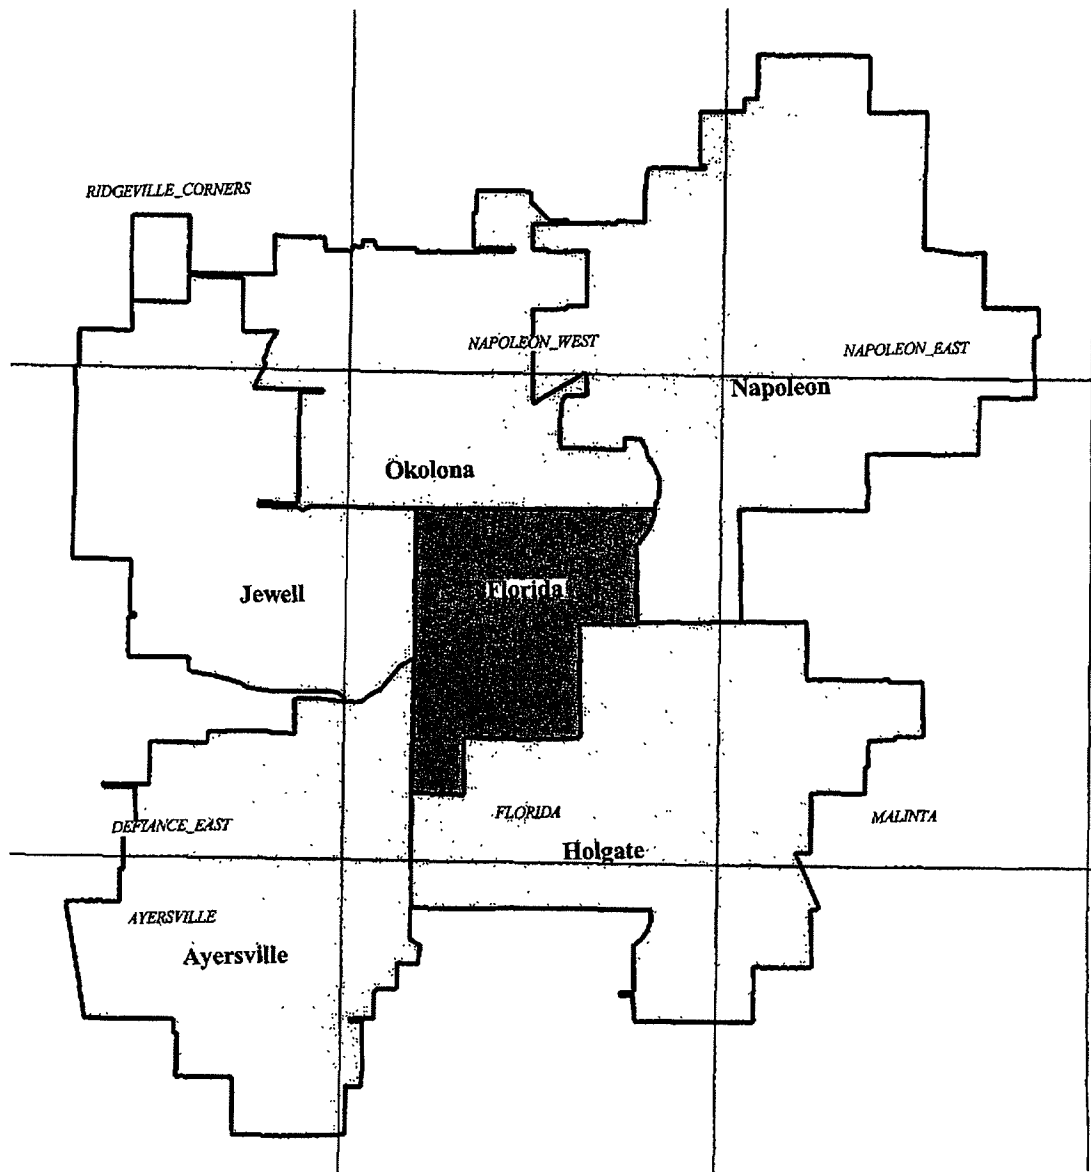 RIDGEVILLE_CORNERS
NAPOLEON_WEST
NAPOLEON_EAST
Napoleon
Okolona
Jewell
Florida
FLORIDA
MALINTA
DEFIANCE_EAST
Holgate
AYERSVILLE
Ayersville